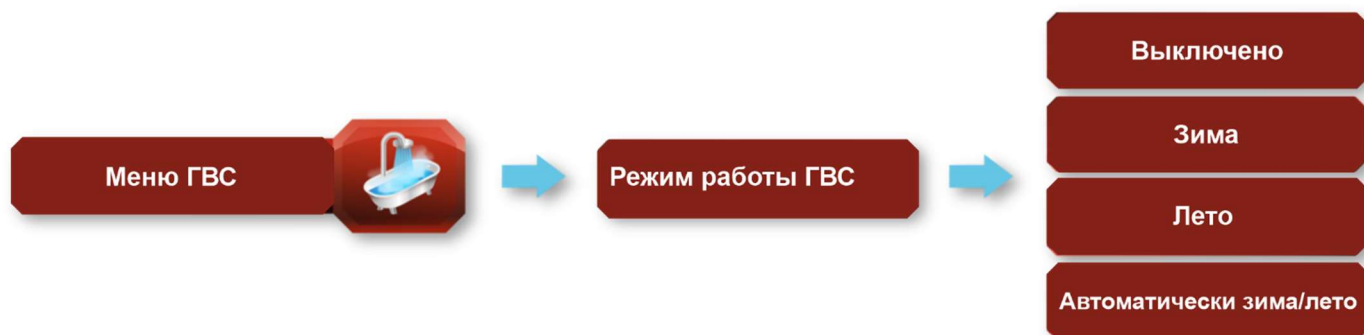 Меню ГВС
Режим работы ГВС
Выключено
Зима
Лето
Автоматически зима/лето